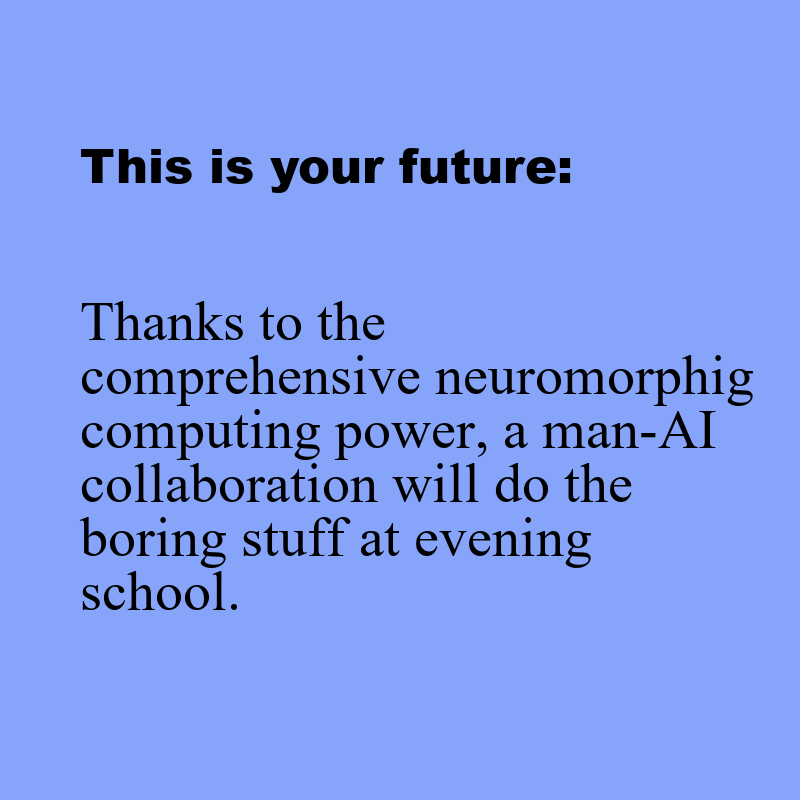 This is your future:
Thanks to the
comprehensive neuromorphig
computing power, a man-AI
collaboration will do the
boring stuff at evening
school.